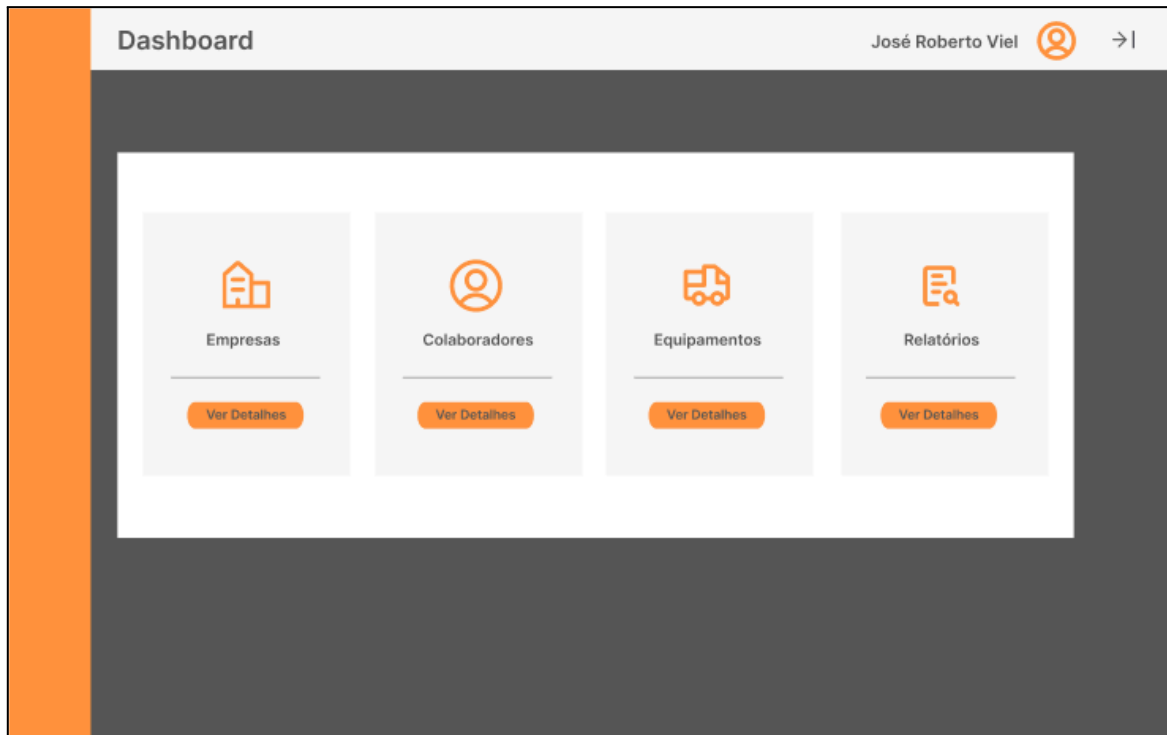 Dashboard
José Roberto Viel
Empresas
Colaboradores
Equipamentos
Relatórios
Ver Detalhes
Ver Detalhes
Ver Detalhes
Ver Detalhes